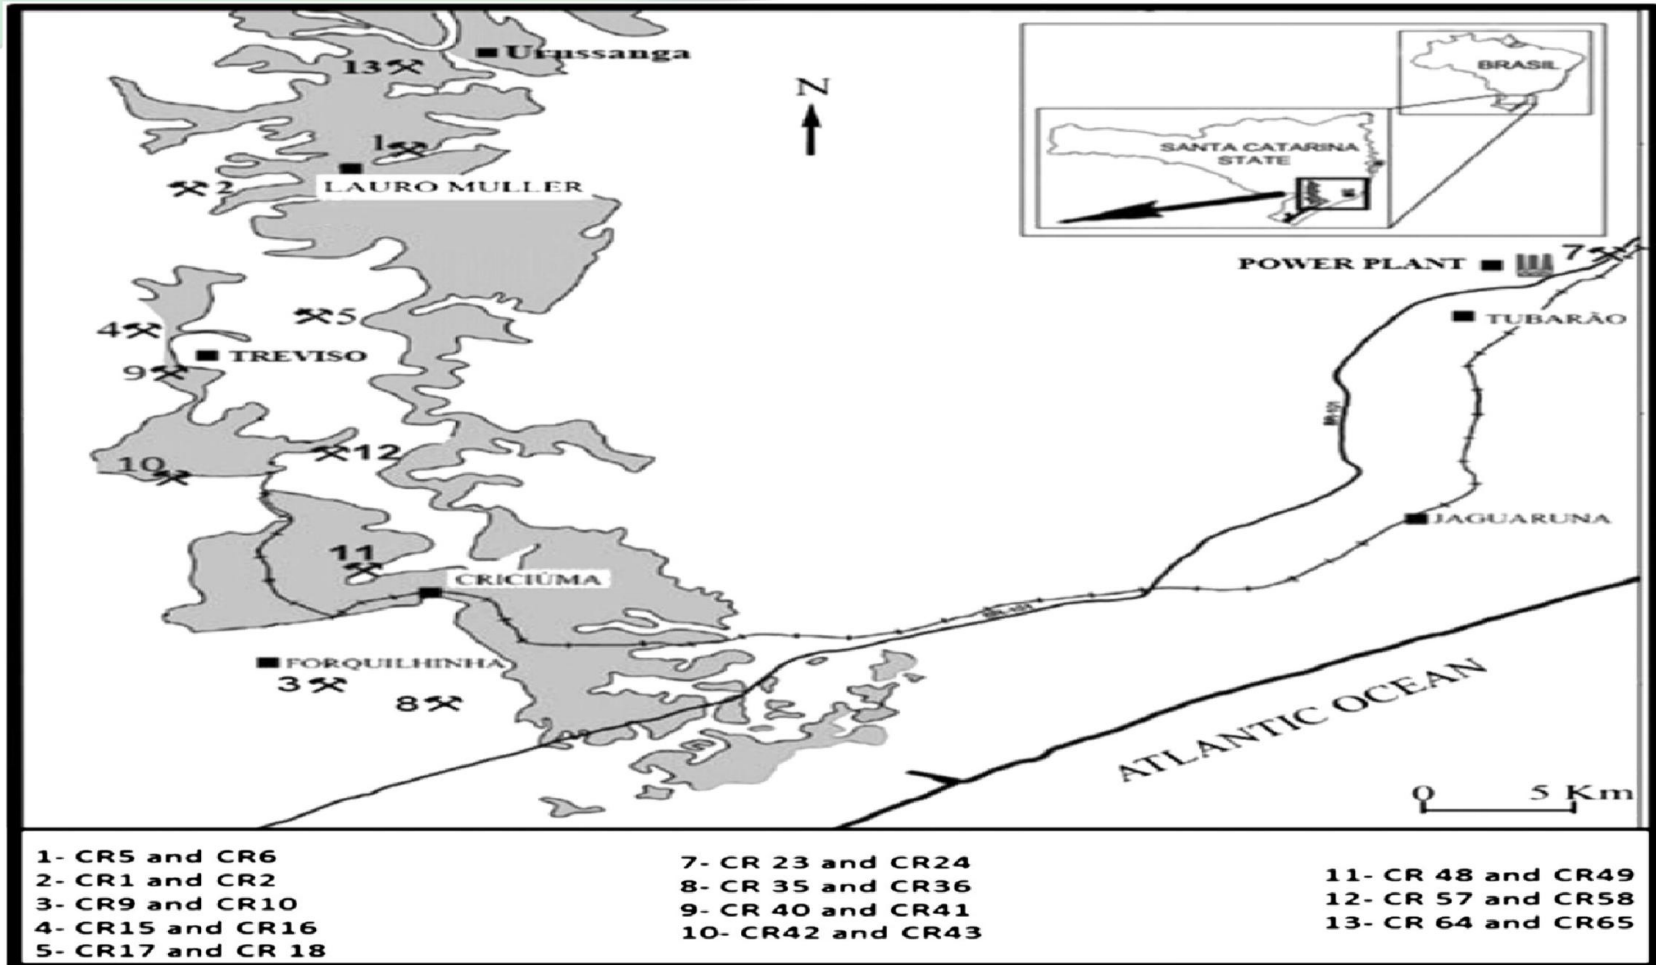 Urussanga
13
N
BRASIL
1
SANTA CATARINA
STATE
2
LAURO MULLER
7
POWER PLANT
5
TUBARÃO
4
TREVISO
9
BR-101
12
10
JAGUARUNA
11
CRICIÚMA
BR-101
FORQUILHINHA
3
8
ATLANTIC OCEAN
0 5 Km
1- CR5 and CR6
2- CR1 and CR2
3- CR9 and CR10
4- CR15 and CR16
5- CR17 and CR 18
7- CR 23 and CR24
8- CR 35 and CR36
9- CR 40 and CR41
10- CR42 and CR43
11- CR 48 and CR49
12- CR 57 and CR58
13- CR 64 and CR65